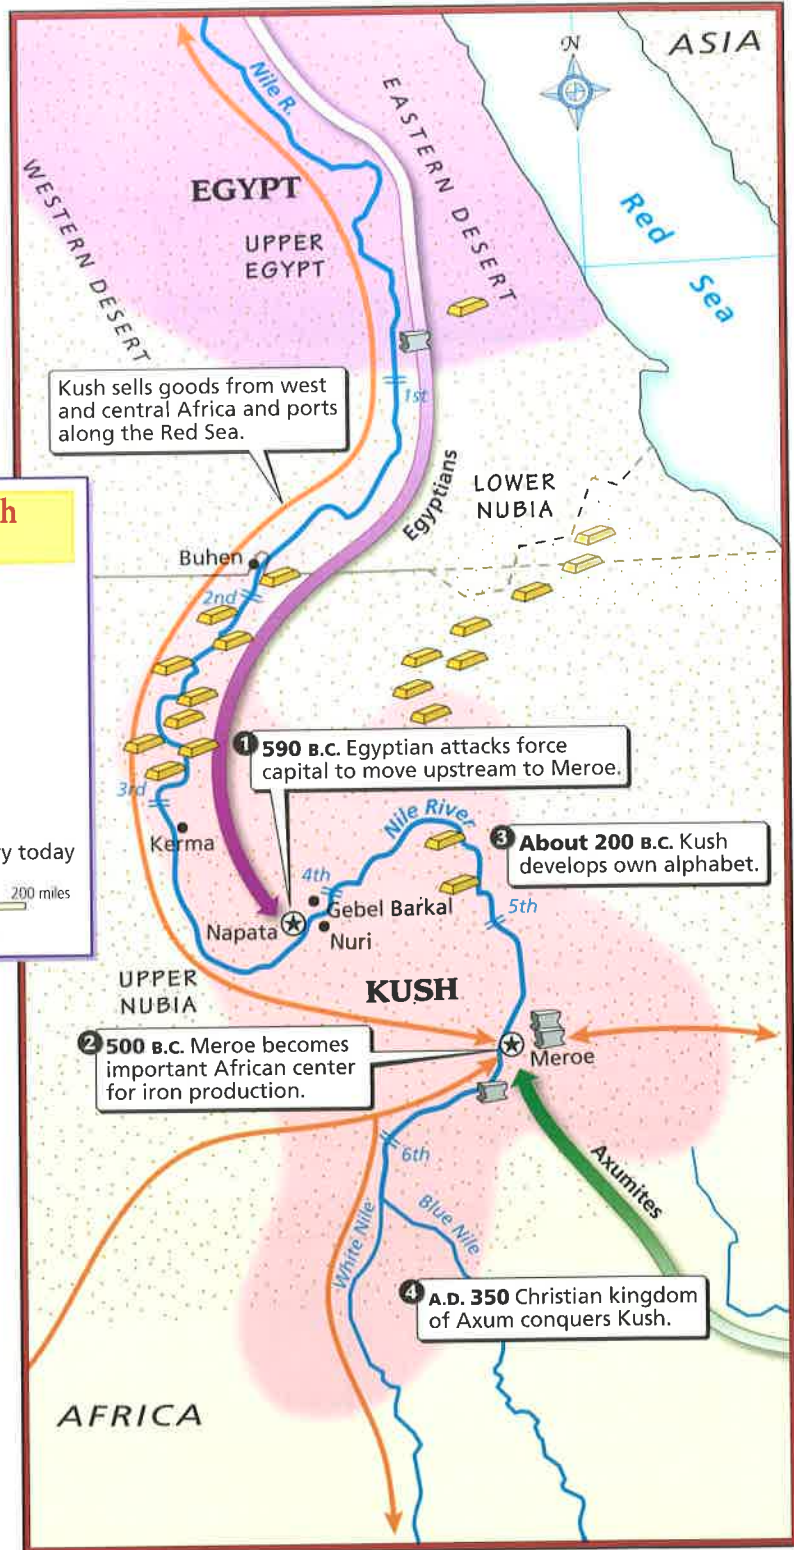 N
ASIA
Nile R.
EASTERN DESERT
WESTERN DESERT
EGYPT
UPPER
EGYPT
Red Sea
Kush sells goods from west
and central Africa and ports
along the Red Sea.
1st
Egyptians
LOWER
NUBIA
h
Buhen
2nd
1 590 B.C. Egyptian attacks force
capital to move upstream to Meroe.
3rd
Kerma
Nile River
3 About 200 B.C. Kush
develops own alphabet.
y today
200 miles
4th
Gebel Barkal
5th
Napata
Nuri
UPPER
NUBIA
KUSH
2 500 B.C. Meroe becomes
important African center
for iron production.
Meroe
6th
Axumites
White Nile
Blue Nile
4 A.D. 350 Christian kingdom
of Axum conquers Kush.
AFRICA